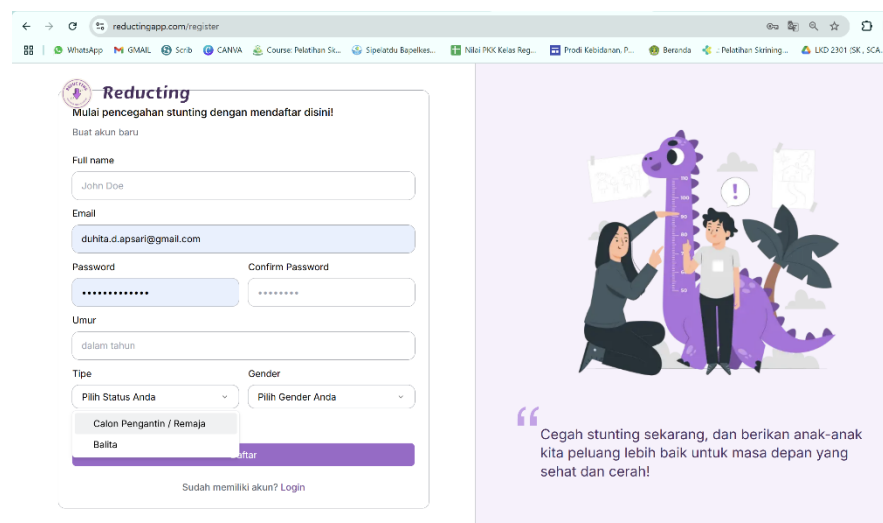 reductingapp.com/register
WhatsApp
GMAIL
Scrib
CANVA
Course: Pelatihan Sk...
Sipelatdu Bapelkes...
Nilai PKK Kelas Reg...
Prodi Kebidanan. P...
Beranda
.: Pelatihan Skrining...
LKD 2301 (SK , SCA
Reducting
Mulai pencegahan stunting dengan mendaftar disini!
Buat akun baru
Full name
John Doe
Email
duhita.d.apsari@gmail.com
Password
Confirm Password
Umur
dalam tahun
Tipe
Gender
Pilih Status Anda
Pilih Gender Anda
Calon Pengantin / Remaja
Balita
Daftar
Sudah memiliki akun? Login
Cegah stunting sekarang, dan berikan anak-anak
kita peluang lebih baik untuk masa depan yang
sehat dan cerah!